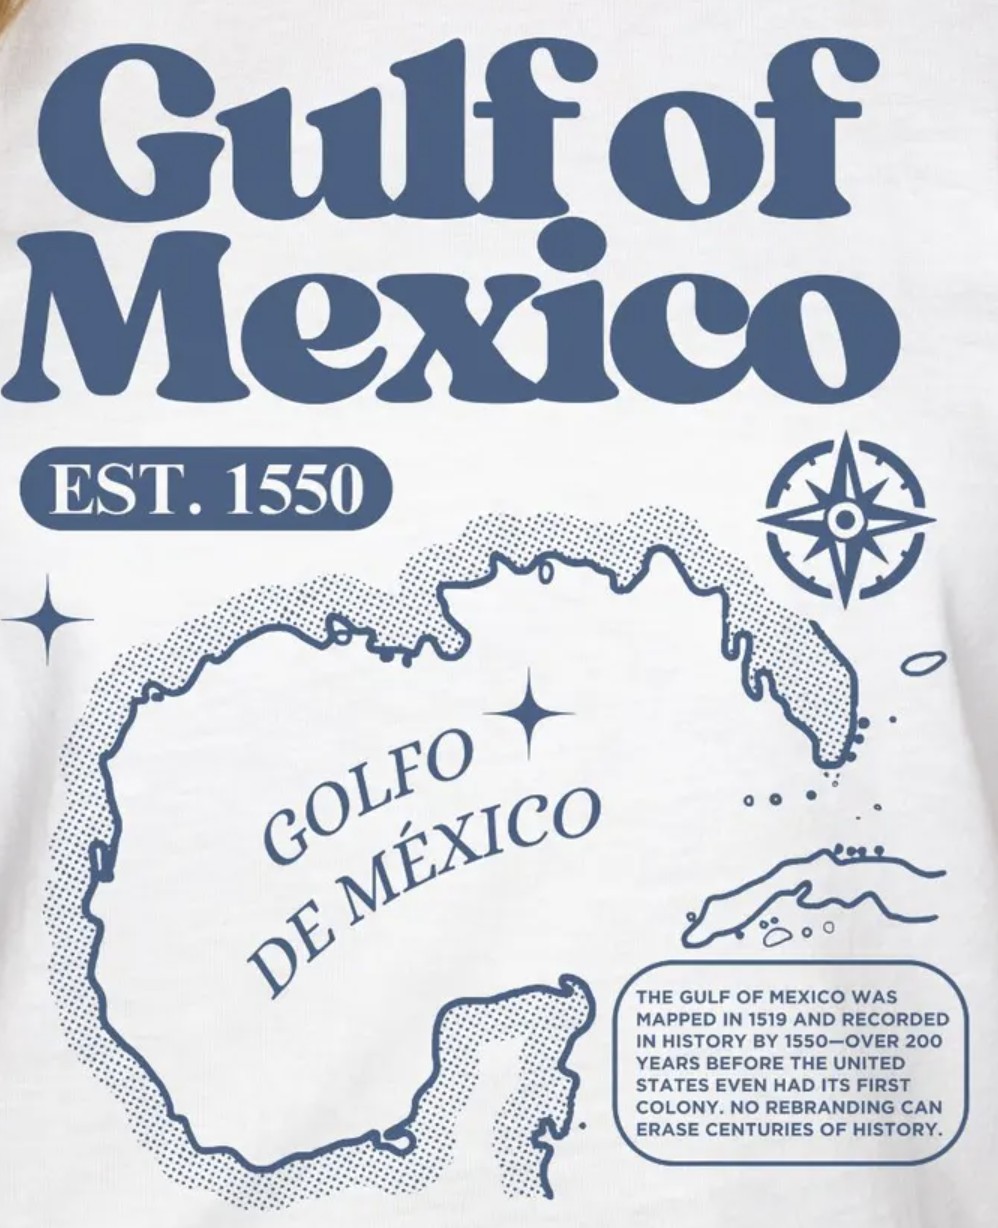 Gulf of
Mexico
EST. 1550
GOLFO
DE MÉXICO
THE GULF OF MEXICO WAS
MAPPED IN 1519 AND RECORDED
IN HISTORY BY 1550—OVER 200
YEARS BEFORE THE UNITED
STATES EVEN HAD ITS FIRST
COLONY. NO REBRANDING CAN
ERASE CENTURIES OF HISTORY.